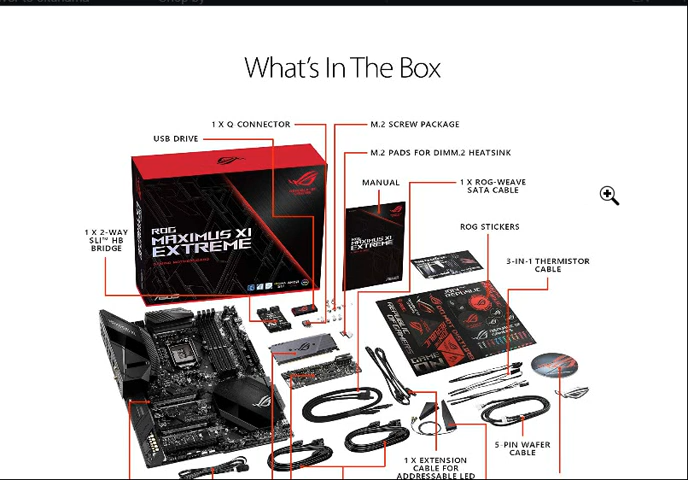 What's In The Box
1 X Q-CONNECTOR
M.2 SCREW PACKAGE
USB DRIVE
M.2 PADS FOR DIMM.2 HEATSINK
MANUAL
1 X ROG-WEAVE
SATA CABLE
1 X 2-WAY
SLI™ HB
BRIDGE
ROG
MAXIMUS XI
EXTREME
ROG STICKERS
MAXIMUS XI
EXTREME
3-IN-1 THERMISTOR
CABLE
GAME
ON
5-PIN WAFER
CABLE
1 X EXTENSION
CABLE FOR
ADDRESSABLE LED